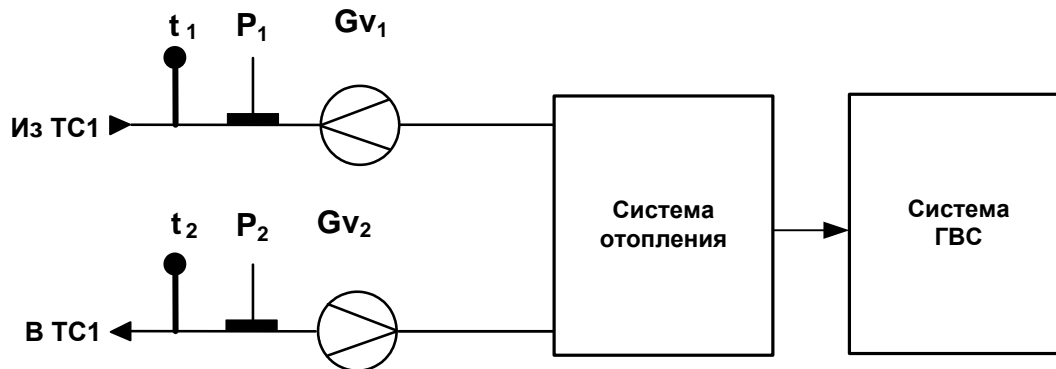 t 1 P1 Gv1
Из ТС1
t 2 P2 Gv2
В ТС1
Система
отопления
Система
ГВС